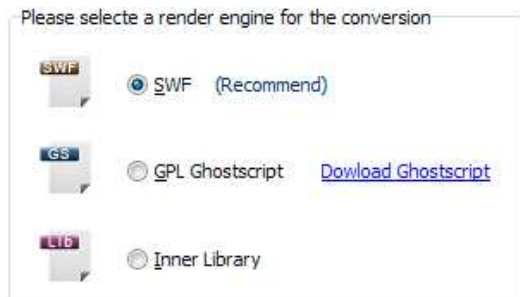 Please selecte a render engine for the conversion
SWF
SWF (Recommend)
GS
GPL Ghostscript Dowload Ghostscript
Lib
Inner Library